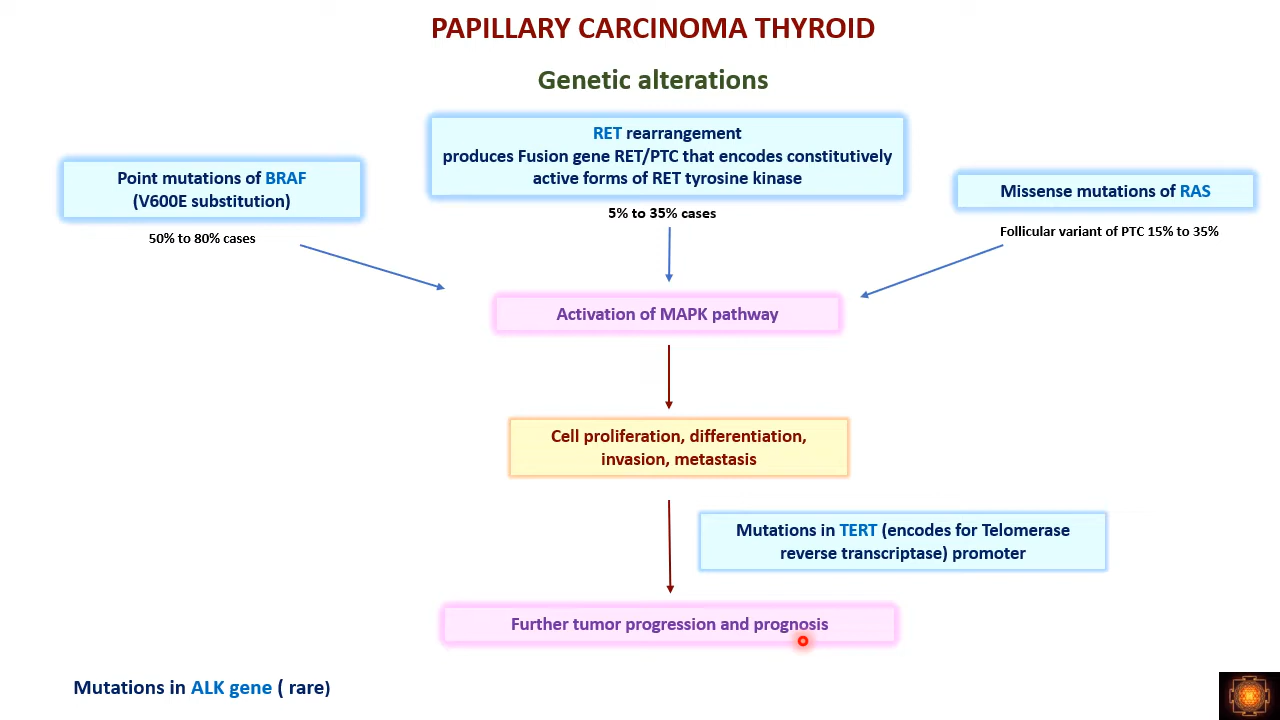 PAPILLARY CARCINOMA THYROID
Genetic alterations
RET rearrangement
produces Fusion gene RET/PTC that encodes constitutively
active forms of RET tyrosine kinase
5% to 35% cases
Point mutations of BRAF
(V600E substitution)
50% to 80% cases
Missense mutations of RAS
Follicular variant of PTC 15% to 35%
Activation of MAPK pathway
Cell proliferation, differentiation,
invasion, metastasis
Mutations in TERT (encodes for Telomerase
reverse transcriptase) promoter
Further tumor progression and prognosis
Mutations in ALK gene ( rare)